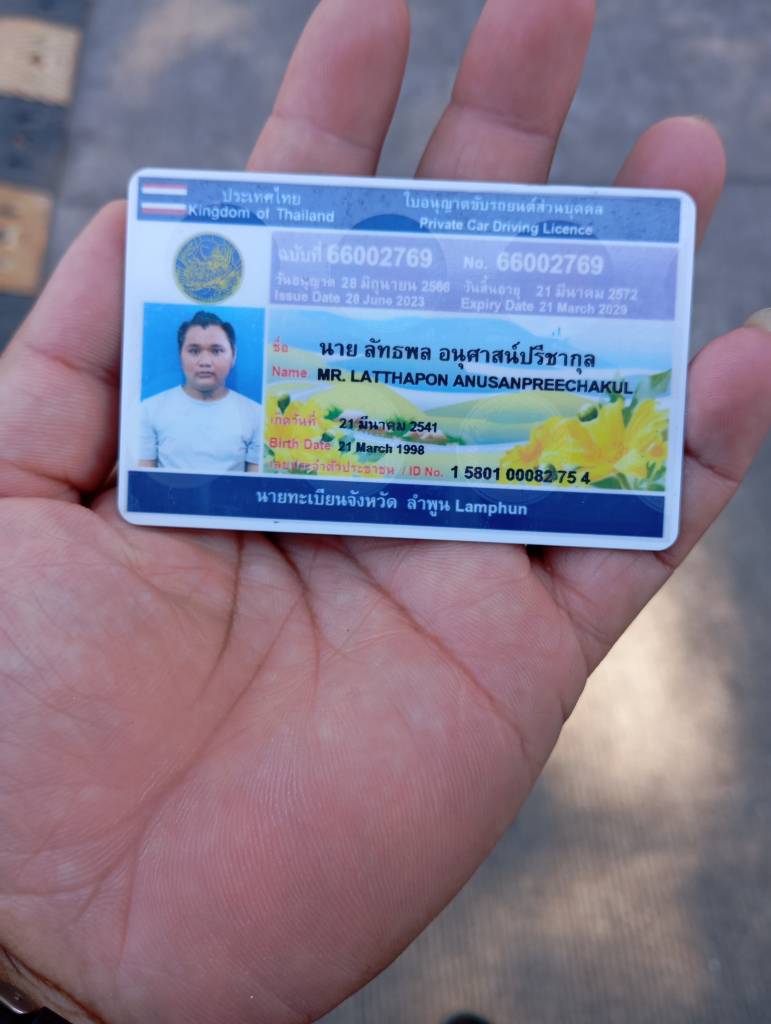 ประเทศไทย ใบอนุญาตขับรถยนต์ส่วนบุคคล
Kingdom of Thailand Private Car Driving Licence
ฉบับที่ 66002769 No. 66002769
วันอนุญาต 28 มิถุนายน 2566 วันสิ้นอายุ 21 มีนาคม 2572
Issue Date 28 June 2023 Expiry Date 21 March 2029
ชื่อ นาย ลัทธพล อนุศาสน์ปรีชากุล
Name MR. LATTHAPON ANUSANPREECHAKUL
เกิดวันที่ 21 มีนาคม 2541
Birth Date 21 March 1998
เลขประจำตัวประชาชน / ID No. 1 5801 00082 75 4
นายทะเบียนจังหวัด ลำพูน Lamphun